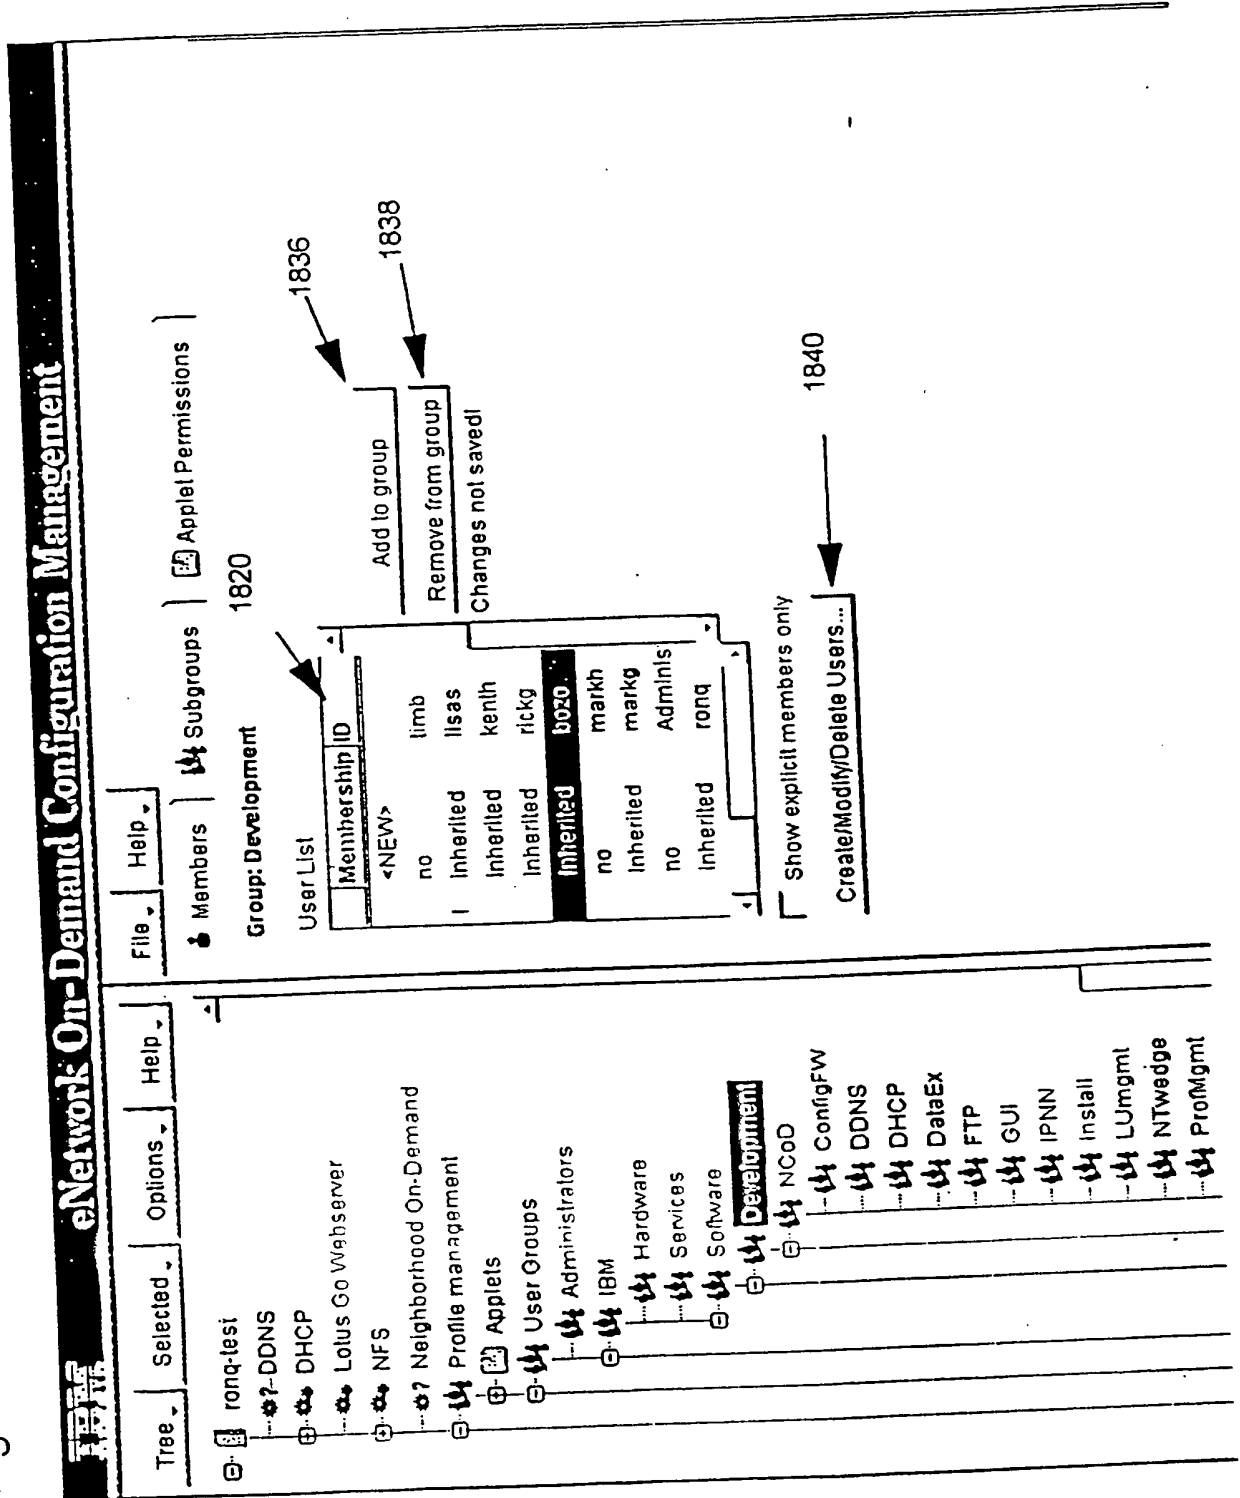 IBM
eNetwork On-Demand Configuration Management
Tree
Selected
Options
Help
File
Help
ronq-test
DDNS
DHCP
Lotus Go Webserver
NFS
Neighborhood On-Demand
Profile management
Applets
User Groups
Administrators
IBM
Hardware
Services
Software
Development
NCoD
ConfigFW
DDNS
DHCP
DataEx
FTP
GUI
IPNN
Install
LUmgmt
NTwedge
ProfMgmt
Members
Subgroups
Applet Permissions
Group: Development
1820
User List
Membership ID
<NEW>
no timb
Inherited lisas
Inherited kenth
Inherited rickg
Inherited bozo
no markh
Inherited markg
no Adminis
Inherited ronq
Add to group
1836
Remove from group
1838
Changes not saved!
Show explicit members only
Create/Modify/Delete Users...
1840